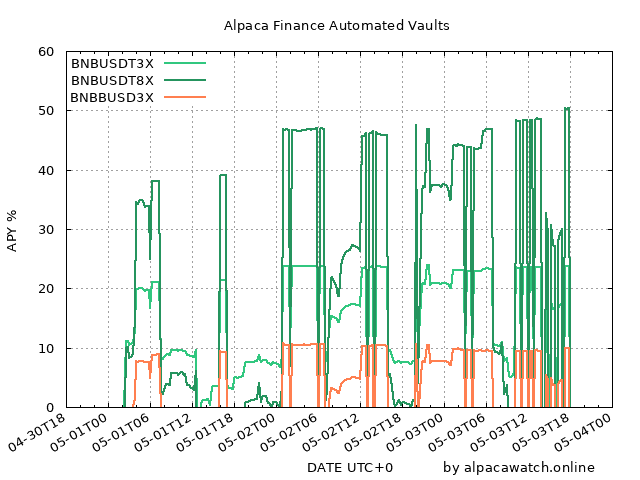 Alpaca Finance Automated Vaults
60
50
40
30
20
10
0
APY %
BNBUSDT3X
BNBUSDT8X
BNBBUSD3X
04-30T18
05-01T00
05-01T06
05-01T12
05-01T18
05-02T00
05-02T06
05-02T12
05-02T18
05-03T00
05-03T06
05-03T12
05-03T18
05-04T00
DATE UTC+0
by alpacawatch.online